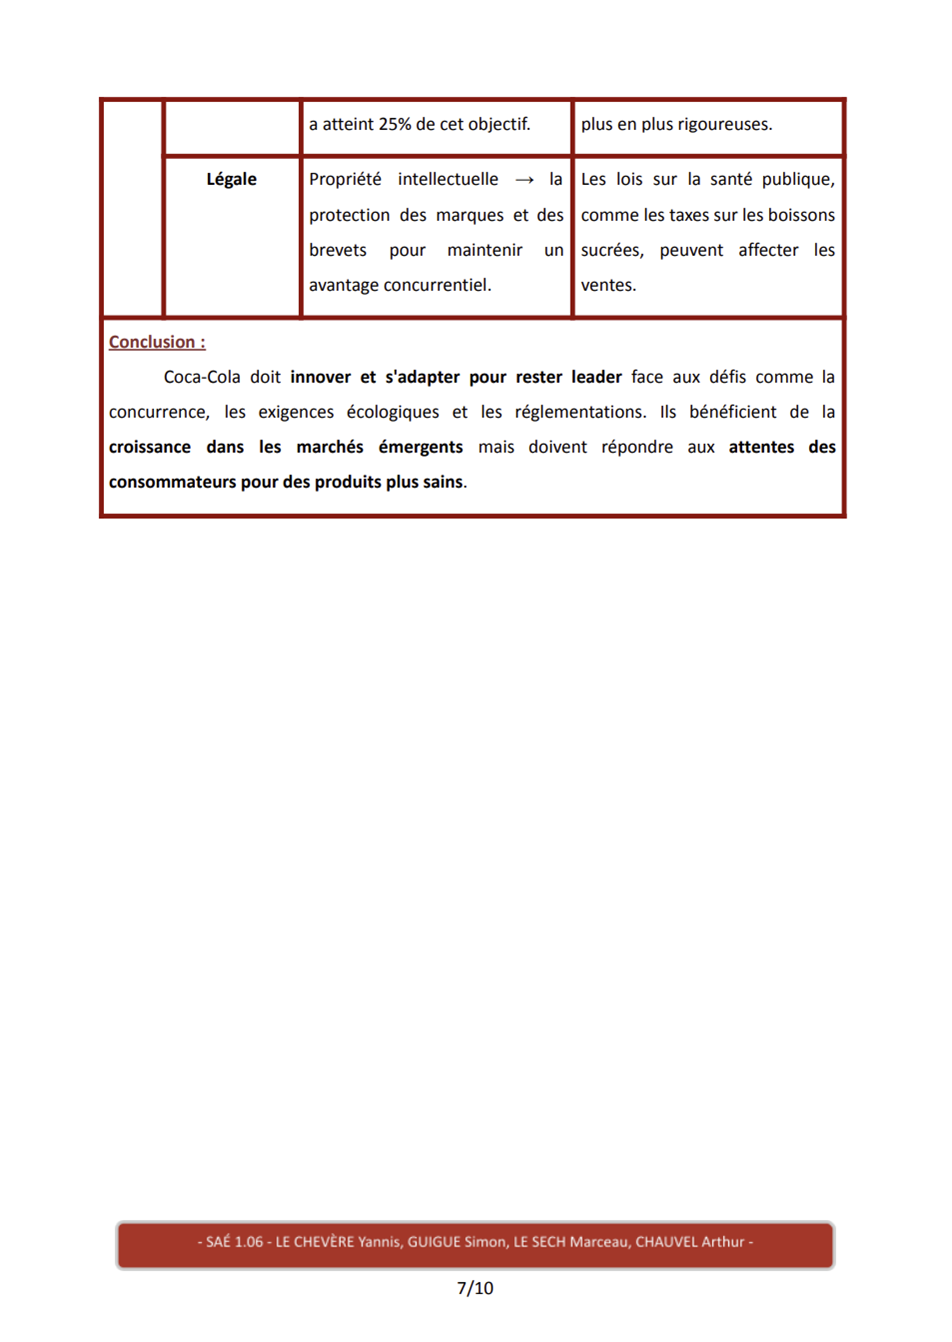 a atteint 25% de cet objectif.
plus en plus rigoureuses.
Légale
Propriété intellectuelle → la
protection des marques et des
brevets pour maintenir un
avantage concurrentiel.
Les lois sur la santé publique,
comme les taxes sur les boissons
sucrées, peuvent affecter les
ventes.
Conclusion :
Coca-Cola doit innover et s'adapter pour rester leader face aux défis comme la
concurrence, les exigences écologiques et les réglementations. Ils bénéficient de la
croissance dans les marchés émergents mais doivent répondre aux attentes des
consommateurs pour des produits plus sains.
- SAÉ 1.06 - LE CHEVÈRE Yannis, GUIGUE Simon, LE SECH Marceau, CHAUVEL Arthur -
7/10